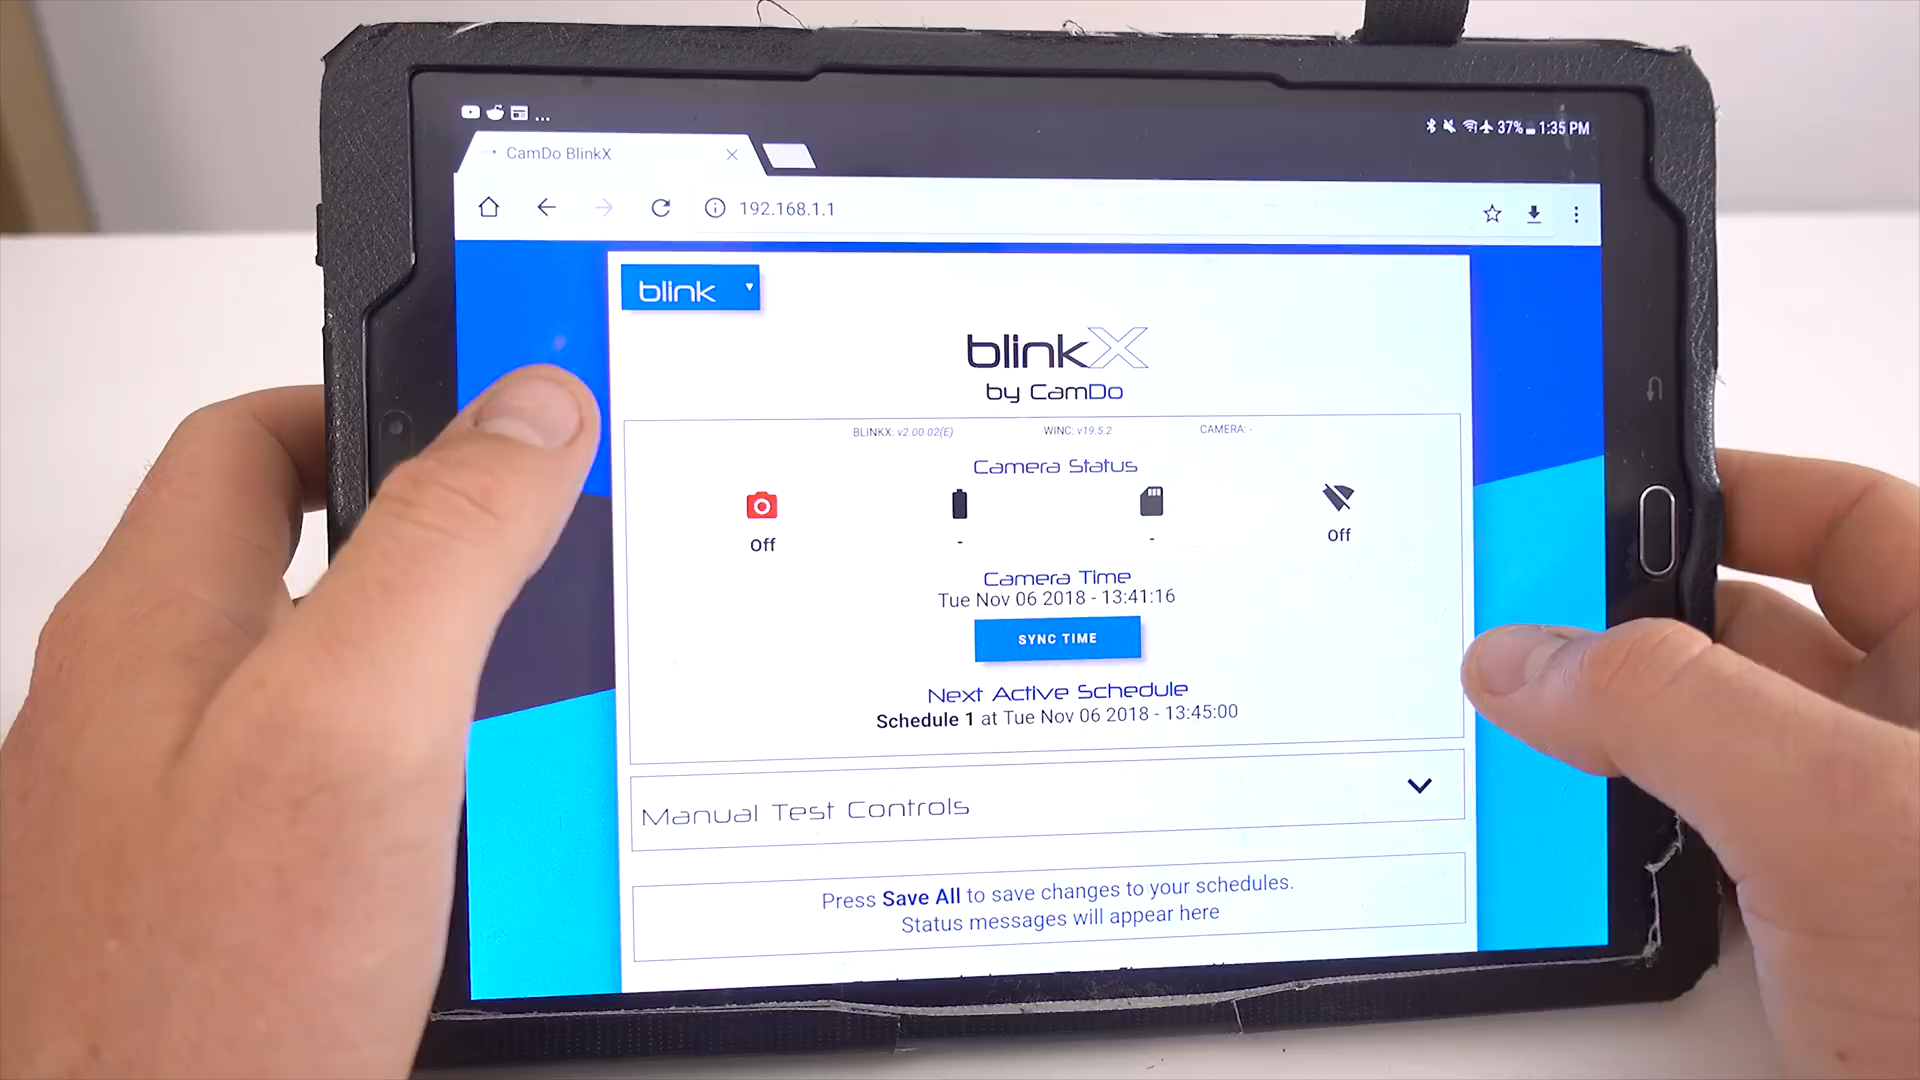 37% 1:35 PM
CamDo BlinkX
192.168.1.1
blink
blinkX
by CamDo
BLINKX: v2.00.02(E) WINC: v19.5.2 CAMERA: -
Camera Status
Off - - Off
Camera Time
Tue Nov 06 2018 - 13:41:16
SYNC TIME
Next Active Schedule
Schedule 1 at Tue Nov 06 2018 - 13:45:00
Manual Test Controls
Press Save All to save changes to your schedules.
Status messages will appear here